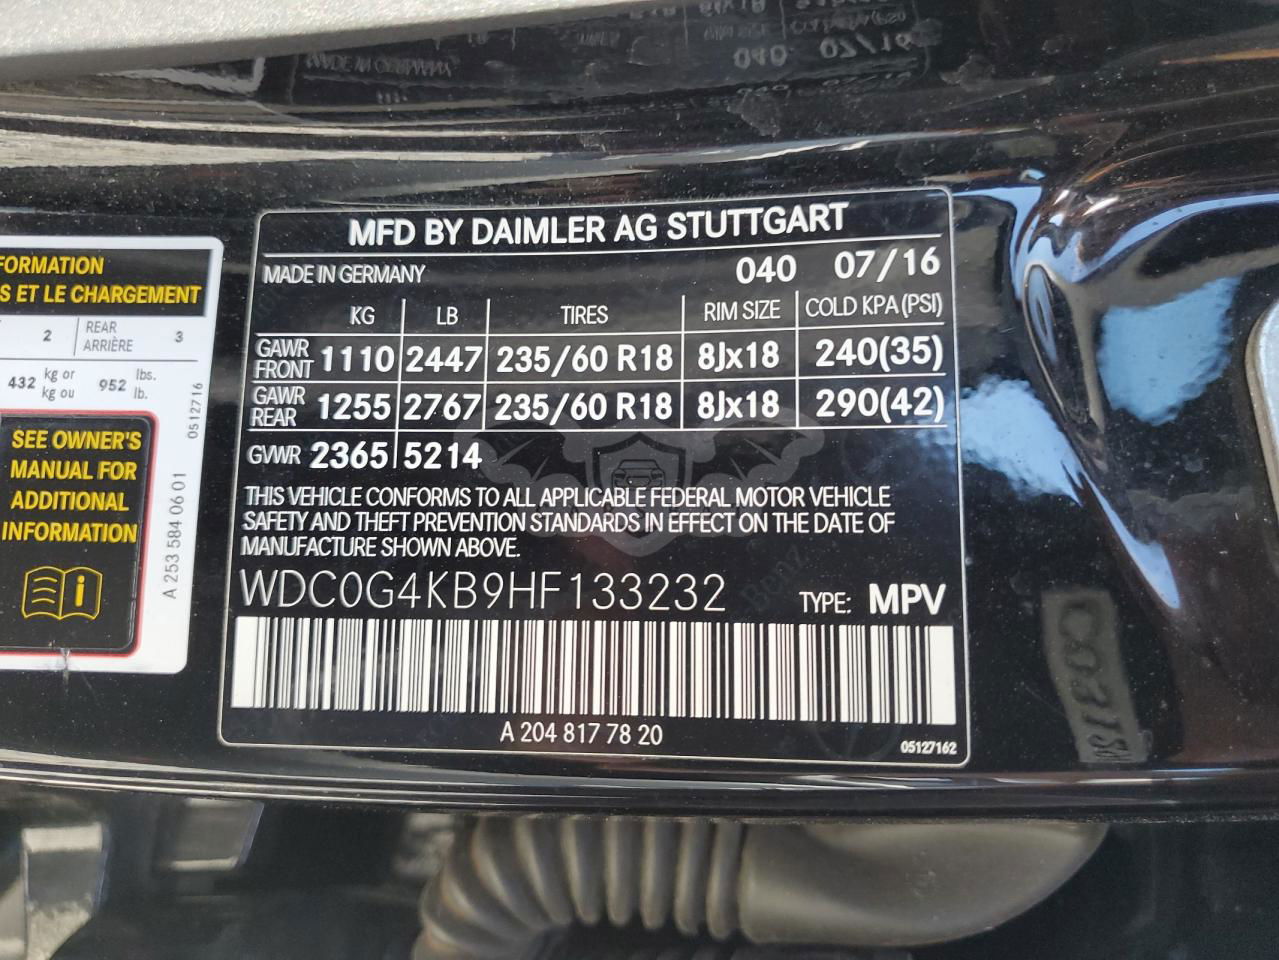 MFD BY DAIMLER AG STUTTGART
MADE IN GERMANY 040 07/16
KG LB TIRES RIM SIZE COLD KPA (PSI)
GAWR FRONT 1110 2447 235/60 R18 8Jx18 240(35)
GAWR REAR 1255 2767 235/60 R18 8Jx18 290(42)
GVWR 2365 5214
THIS VEHICLE CONFORMS TO ALL APPLICABLE FEDERAL MOTOR VEHICLE
SAFETY AND THEFT PREVENTION STANDARDS IN EFFECT ON THE DATE OF
MANUFACTURE SHOWN ABOVE.
WDC0G4KB9HF133232 TYPE: MPV
A 204 817 78 20
05127162
FORMATION
S ET LE CHARGEMENT
2 REAR ARRIÈRE 3
432 kg or kg ou 952 lbs. lb.
0512716
SEE OWNER'S
MANUAL FOR
ADDITIONAL
INFORMATION
A 253 584 06 01
040 07/16